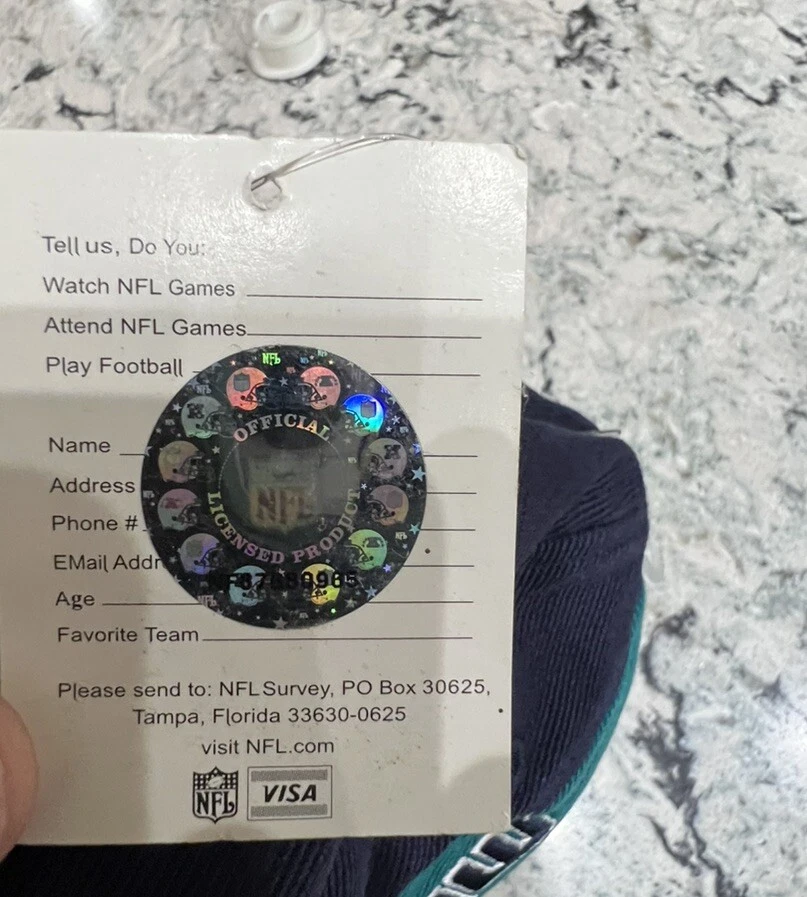 Tell us, Do You:
Watch NFL Games
Attend NFL Games
Play Football
Name
Address
Phone #
EMail Addr
Age
Favorite Team
OFFICIAL
NFL
LICENSED PRODUCT
Please send to: NFL Survey, PO Box 30625,
Tampa, Florida 33630-0625
visit NFL.com
NFL VISA